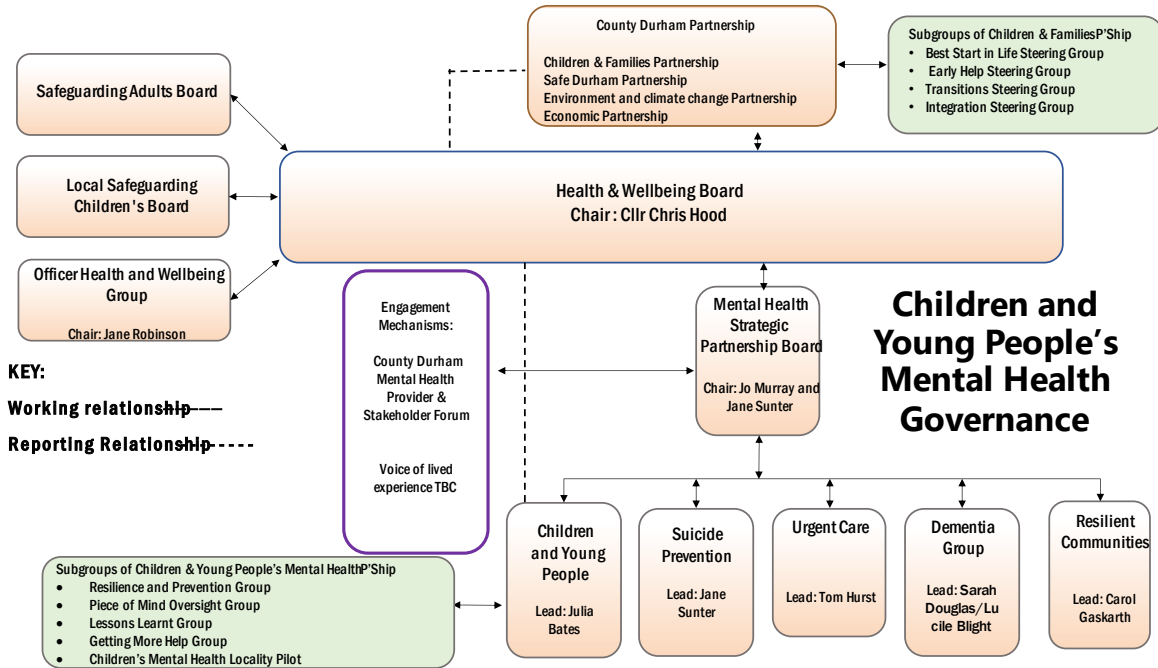 County Durham Partnership
Children & Families Partnership
Safe Durham Partnership
Environment and climate change Partnership
Economic Partnership
Subgroups of Children & FamiliesP'Ship
• Best Start in Life Steering Group
• Early Help Steering Group
• Transitions Steering Group
• Integration Steering Group
Safeguarding Adults Board
Local Safeguarding
Children's Board
Officer Health and Wellbeing
Group
Chair: Jane Robinson
Health & Wellbeing Board
Chair : Cllr Chris Hood
KEY:
Working relationship
Reporting Relationship
Engagement
Mechanisms:
County Durham
Mental Health
Provider &
Stakeholder Forum
Voice of lived
experience TBC
Mental Health
Strategic
Partnership Board
Chair: Jo Murray and
Jane Sunter
Children and
Young People’s
Mental Health
Governance
Subgroups of Children & Young People’s Mental HealthP’Ship
• Resilience and Prevention Group
• Piece of Mind Oversight Group
• Lessons Learnt Group
• Getting More Help Group
• Children’s Mental Health Locality Pilot
Children
and Young
People
Lead: Julia
Bates
Suicide
Prevention
Lead: Jane
Sunter
Urgent Care
Lead: Tom Hurst
Dementia
Group
Lead: Sarah
Douglas/Lu
cile Blight
Resilient
Communities
Lead: Carol
Gaskarth